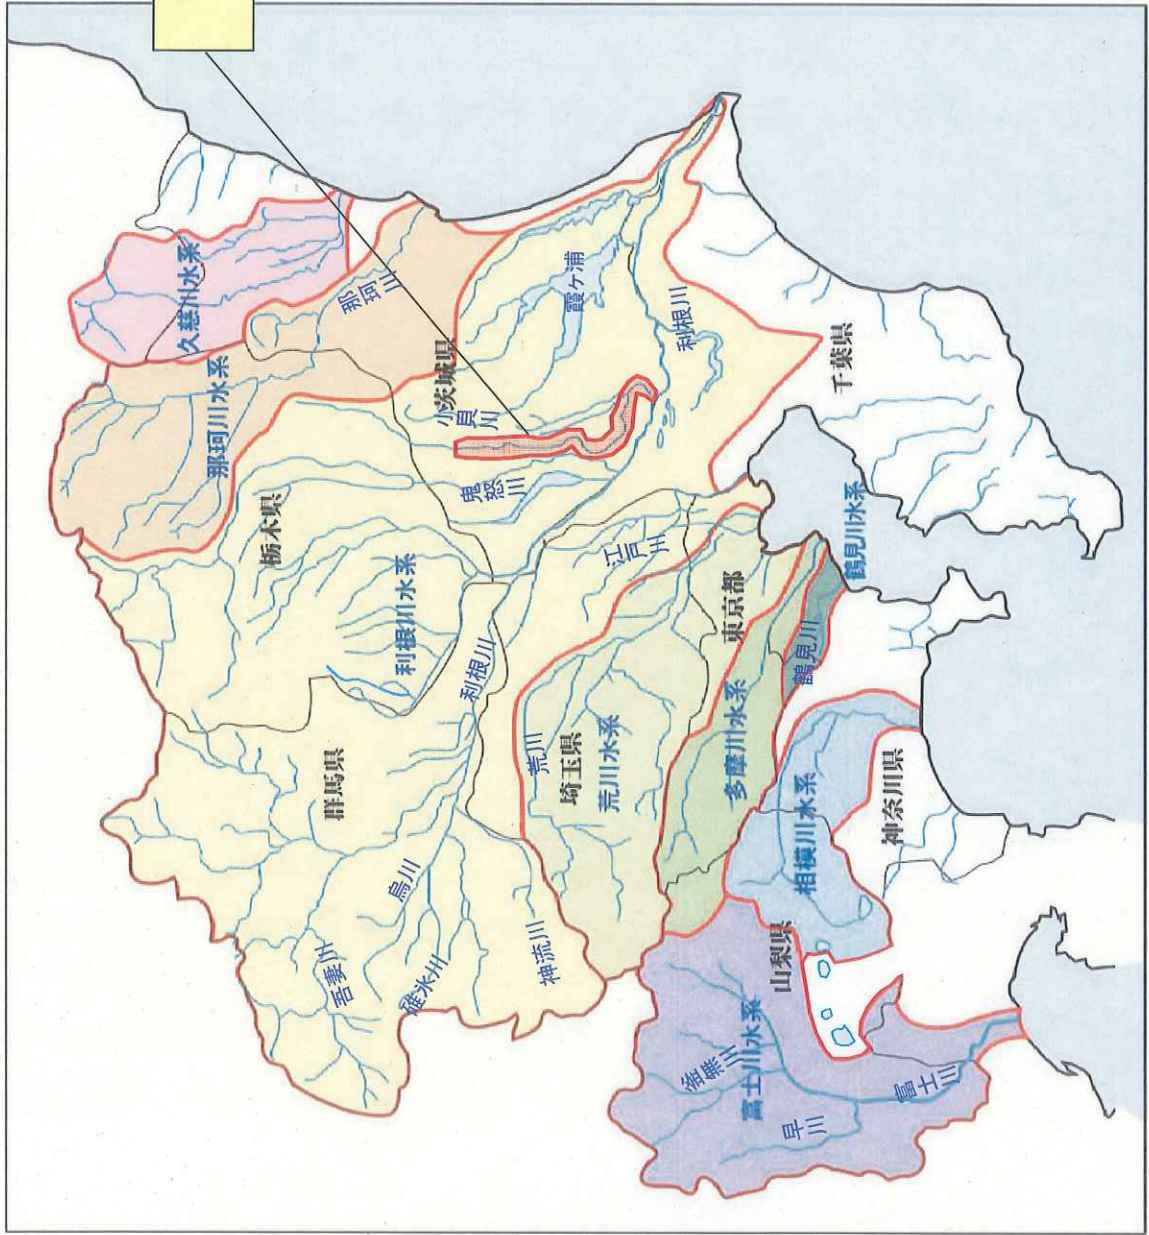 久慈川水系
那珂川
那珂川水系
茨城県
霞ヶ浦
利根川
千葉県
小貝川
鬼怒川
栃木県
利根川水系
江戸川
東京都
鶴見川水系
鶴見川
利根川
群馬県
荒川
埼玉県
荒川水系
多摩川水系
相模川水系
神奈川県
烏川
吾妻川
碓氷川
神流川
山梨県
釜無川
富士川水系
早川
富士川